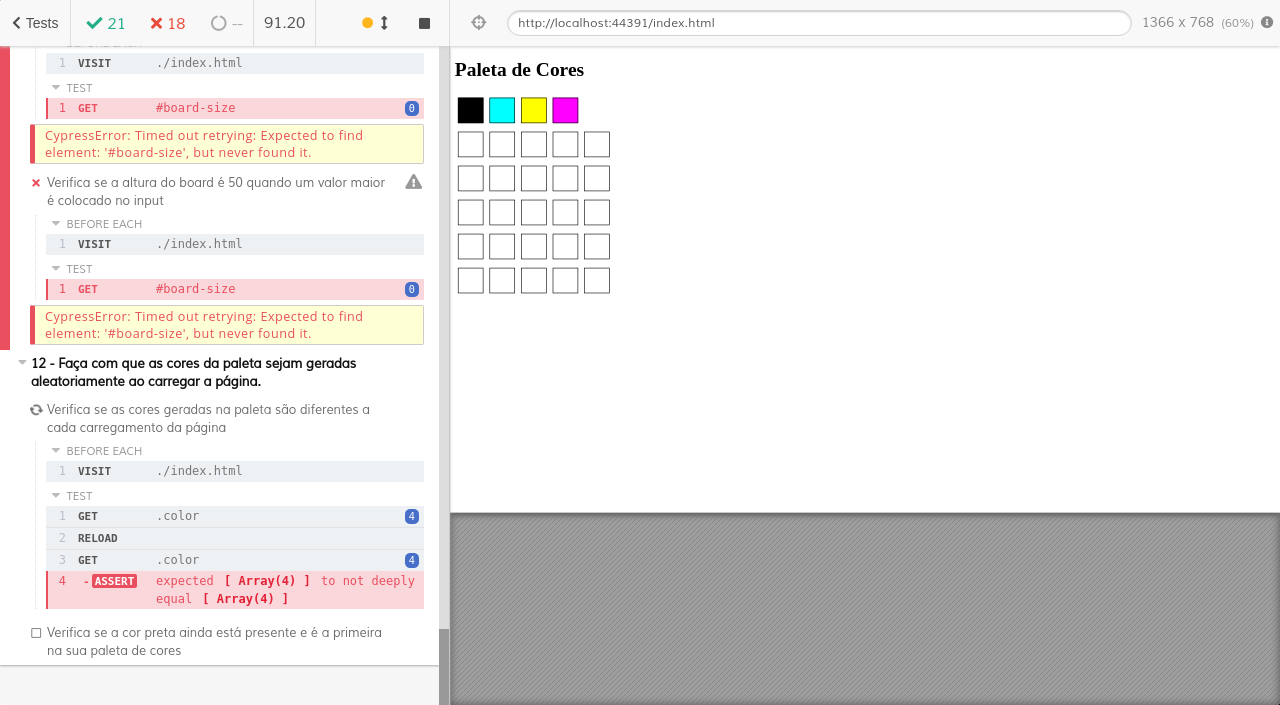 Tests 21 18 -- 91.20 http://localhost:44391/index.html 1366 x 768 (60%)
1 VISIT ./index.html
TEST
1 GET #board-size 0
CypressError: Timed out retrying: Expected to find
element: '#board-size', but never found it.
Verifica se a altura do board é 50 quando um valor maior
é colocado no input
BEFORE EACH
1 VISIT ./index.html
TEST
1 GET #board-size 0
CypressError: Timed out retrying: Expected to find
element: '#board-size', but never found it.
12 - Faça com que as cores da paleta sejam geradas
aleatoriamente ao carregar a página.
Verifica se as cores geradas na paleta são diferentes a
cada carregamento da página
BEFORE EACH
1 VISIT ./index.html
TEST
1 GET .color 4
2 RELOAD
3 GET .color 4
4 -ASSERT expected [ Array(4) ] to not deeply
equal [ Array(4) ]
Verifica se a cor preta ainda está presente e é a primeira
na sua paleta de cores
Paleta de Cores